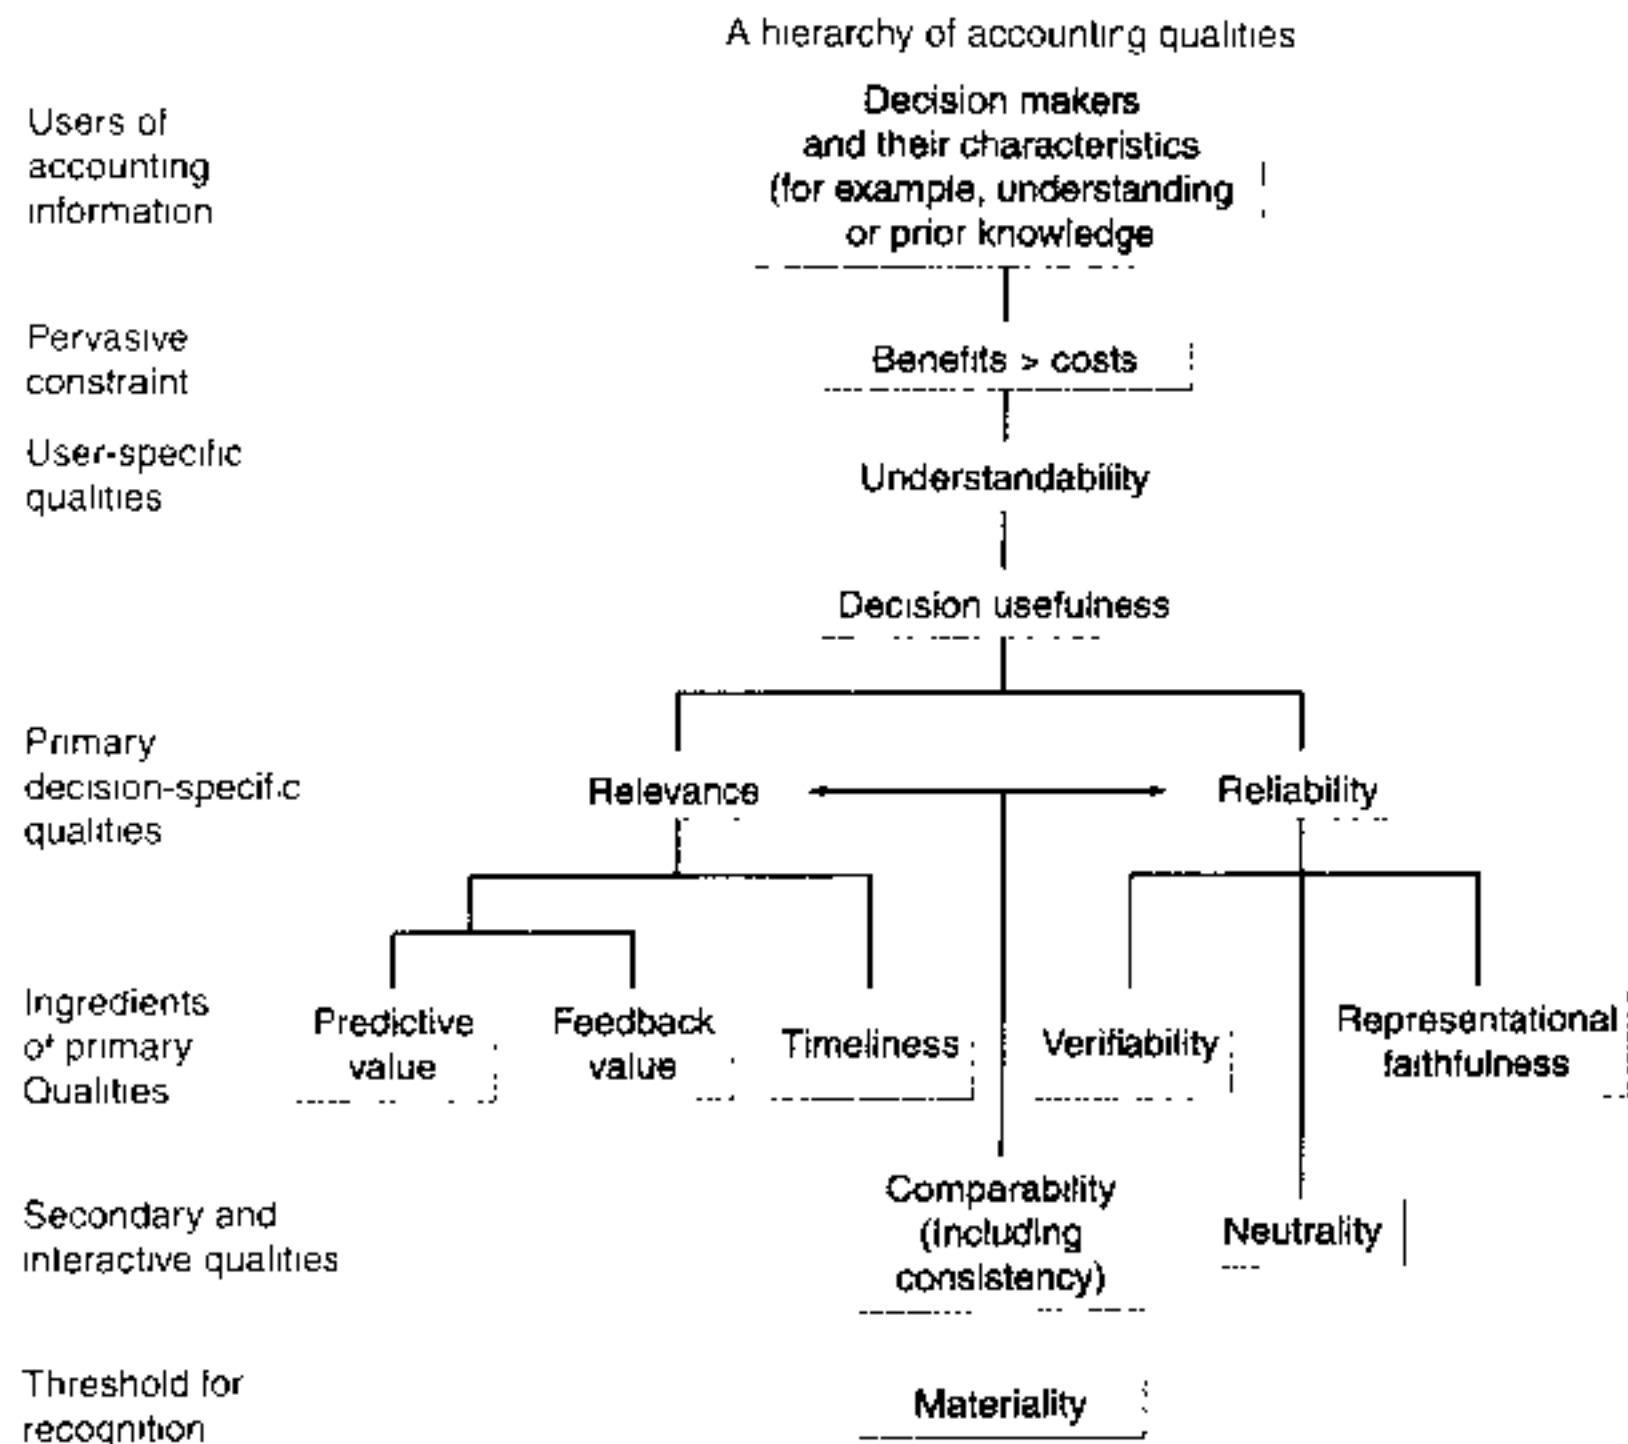 A hierarchy of accounting qualities
Users of
accounting
information
Decision makers
and their characteristics
(for example, understanding
or prior knowledge
Pervasive
constraint
Benefits > costs
User-specific
qualities
Understandability
Decision usefulness
Primary
decision-specific
qualities
Relevance
Reliability
Ingredients
of primary
Qualities
Predictive
value
Feedback
value
Timeliness
Verifiability
Representational
faithfulness
Secondary and
interactive qualities
Comparability
(including
consistency)
Neutrality
Threshold for
recognition
Materiality